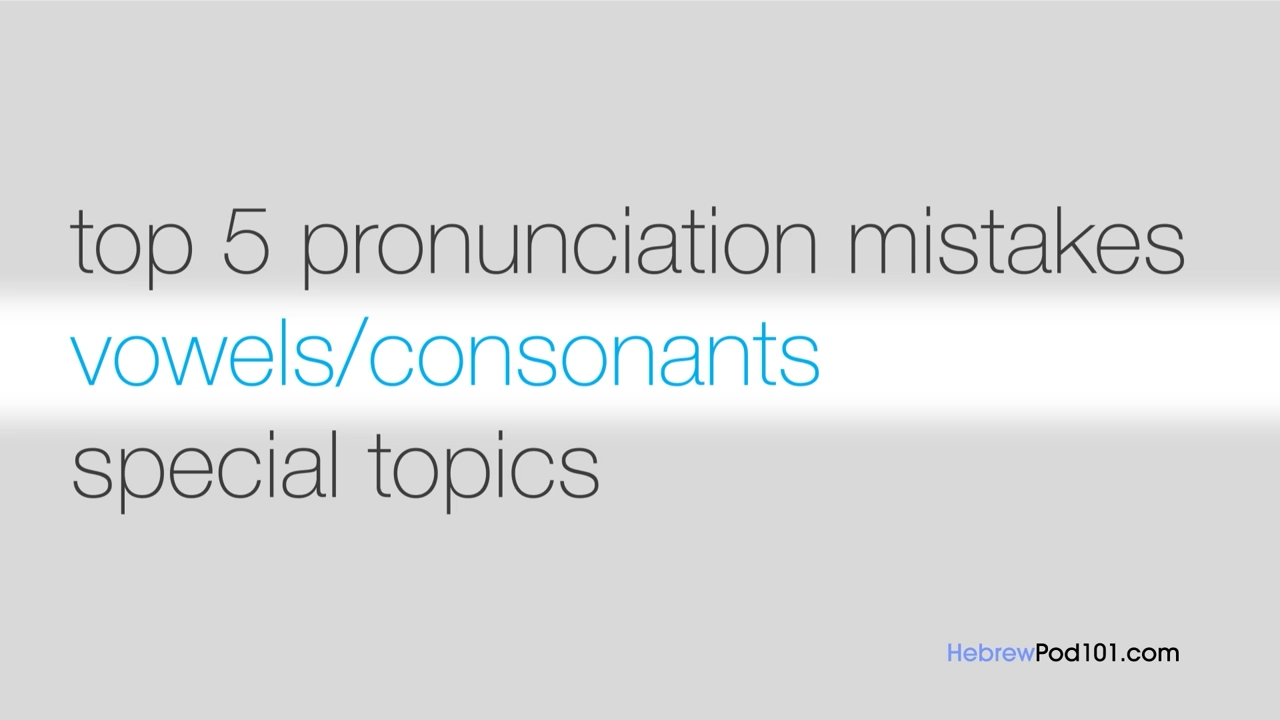 top 5 pronunciation mistakes
vowels/consonants
special topics
HebrewPod101.com